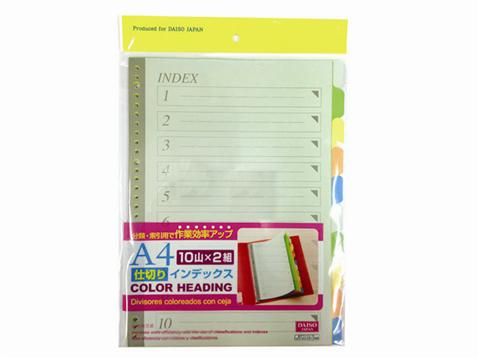 Produced for DAISO JAPAN
INDEX
1
2
3
4
5
6
分類・索引用で作業効率アップ
A4
10山×2組
仕切り インデックス
COLOR HEADING
Divisores coloreados con ceja
10
DAISO
JAPAN